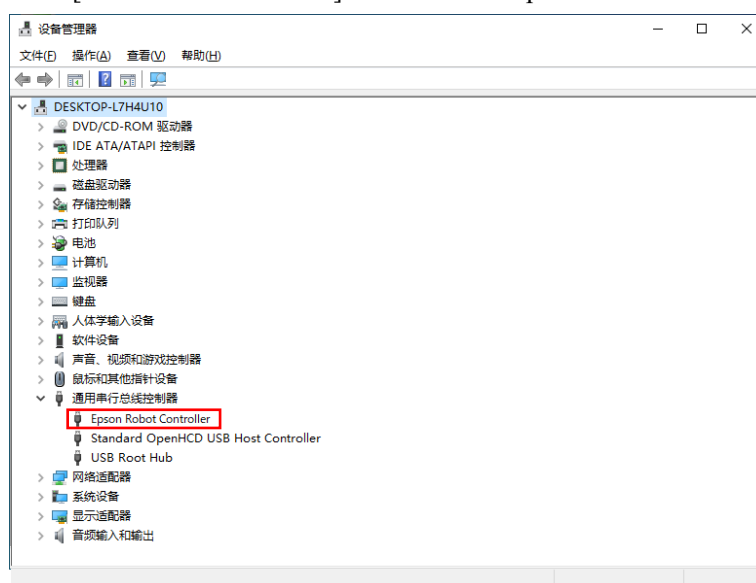 设备管理器
文件(F) 操作(A) 查看(V) 帮助(H)
DESKTOP-L7H4U10
DVD/CD-ROM 驱动器
IDE ATA/ATAPI 控制器
处理器
磁盘驱动器
存储控制器
打印队列
电池
计算机
监视器
键盘
人体学输入设备
软件设备
声音、视频和游戏控制器
鼠标和其他指针设备
通用串行总线控制器
Epson Robot Controller
Standard OpenHCD USB Host Controller
USB Root Hub
网络适配器
系统设备
显示适配器
音频输入和输出